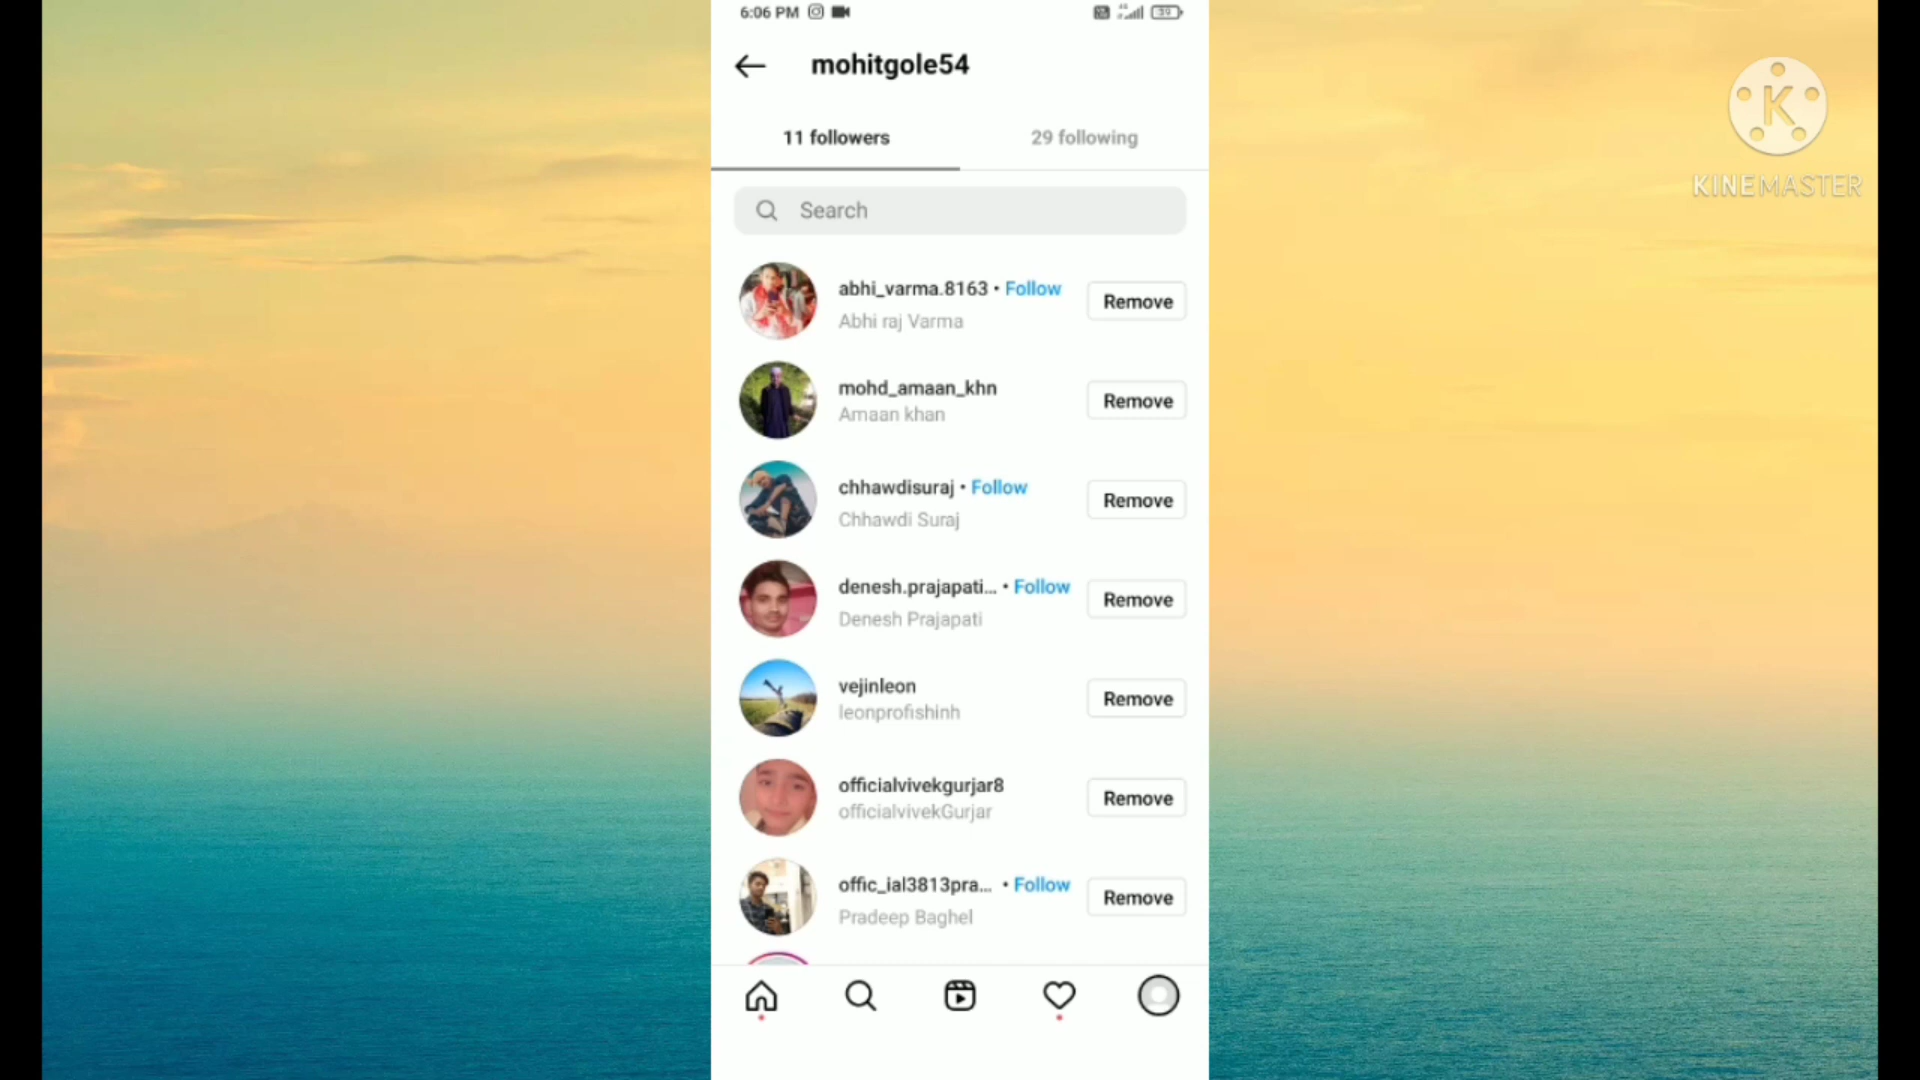 6:06 PM
39
mohitgole54
11 followers
29 following
Search
abhi_varma.8163 • Follow
Abhi raj Varma
Remove
mohd_amaan_khn
Amaan khan
Remove
chhawdisuraj • Follow
Chhawdi Suraj
Remove
denesh.prajapati... • Follow
Denesh Prajapati
Remove
vejinleon
leonprofishinh
Remove
officialvivekgurjar8
officialvivekGurjar
Remove
offic_ial3813pra... • Follow
Pradeep Baghel
Remove
K
KINEMASTER